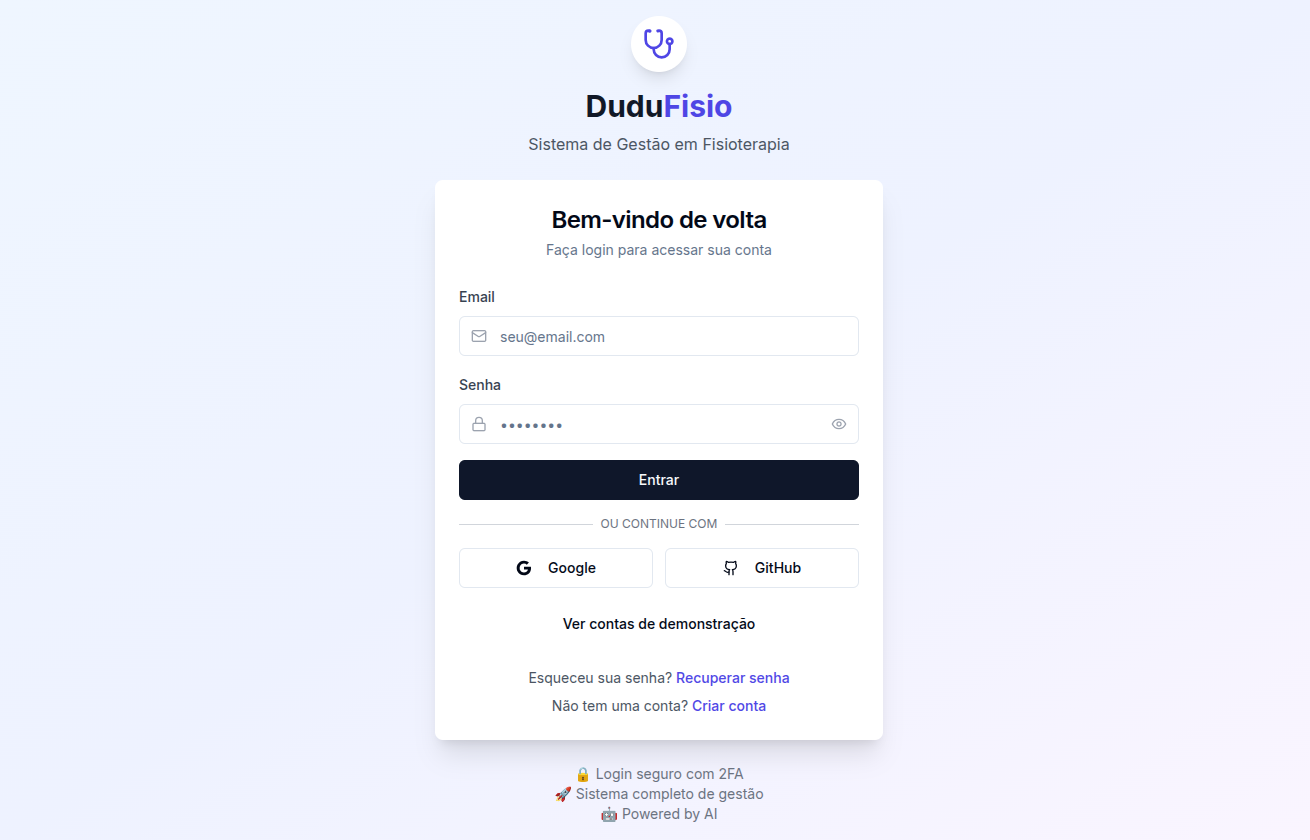 DuduFisio
Sistema de Gestão em Fisioterapia
Bem-vindo de volta
Faça login para acessar sua conta
Email
seu@email.com
Senha
••••••••
Entrar
OU CONTINUE COM
Google
GitHub
Ver contas de demonstração
Esqueceu sua senha? Recuperar senha
Não tem uma conta? Criar conta
🔒 Login seguro com 2FA
🚀 Sistema completo de gestão
🤖 Powered by AI